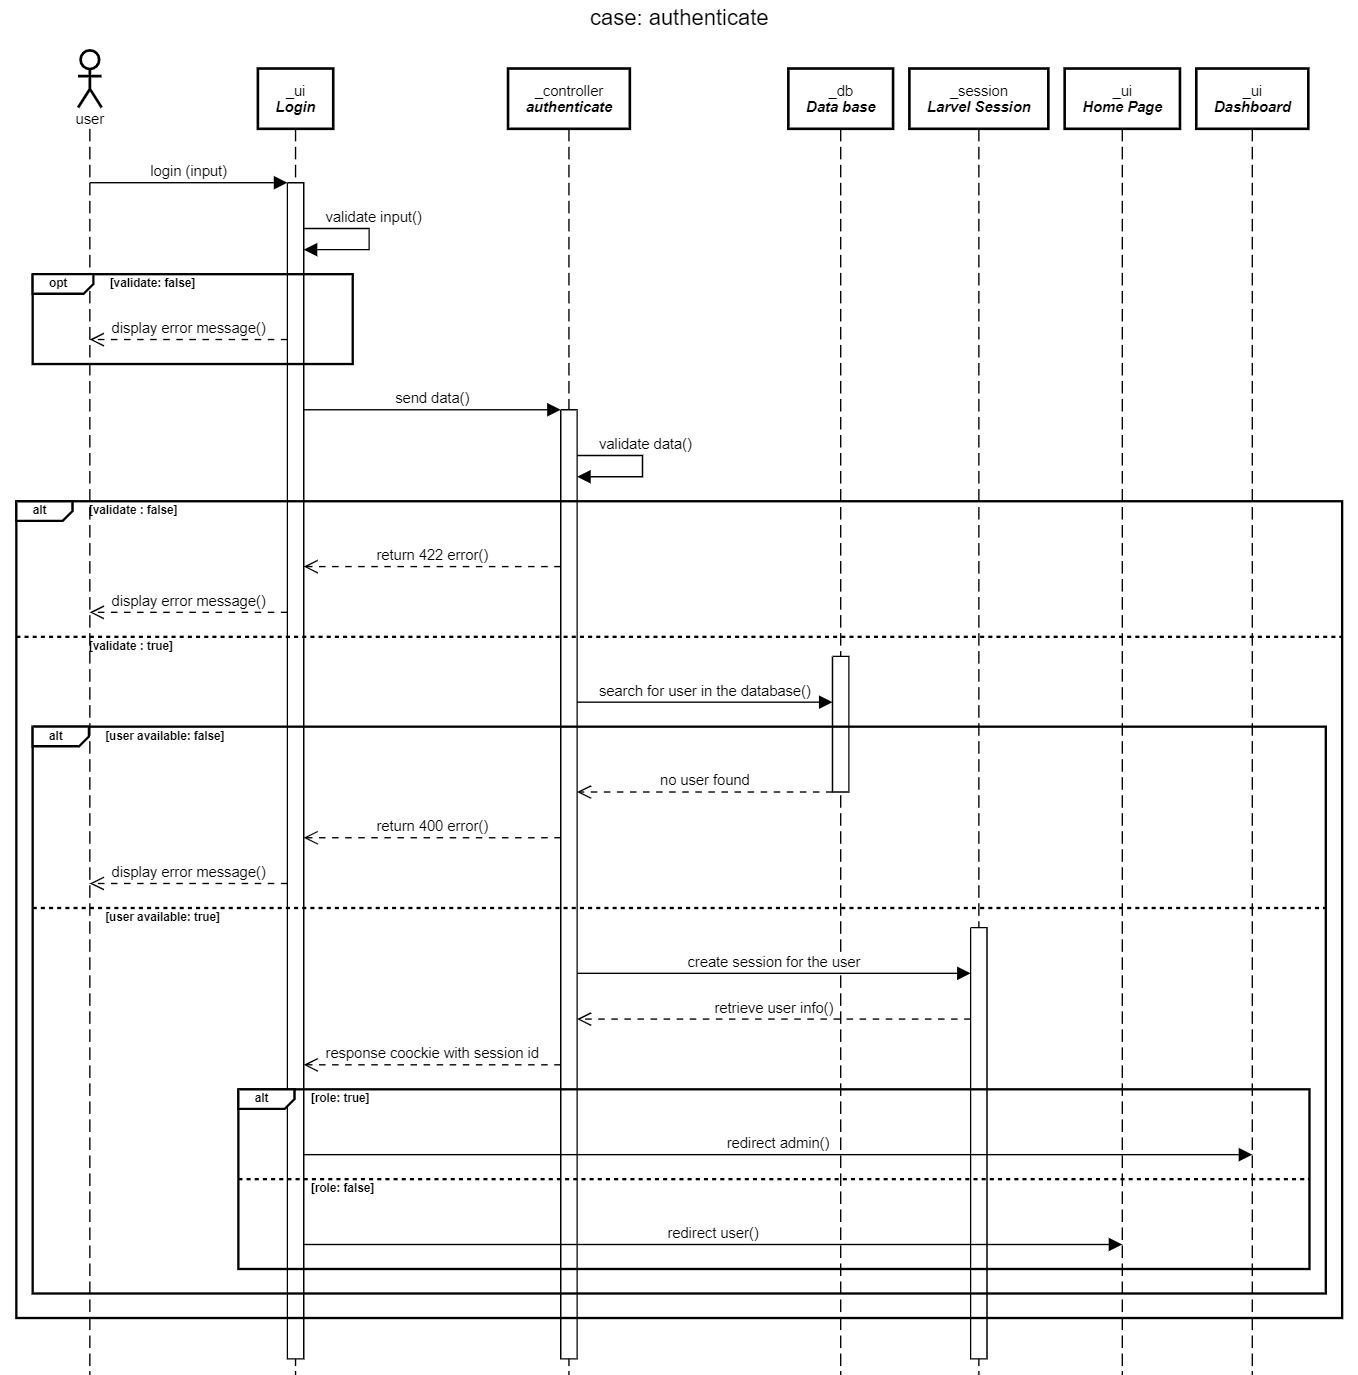 case: authenticate
user
_ui
Login
_controller
authenticate
_db
Data base
_session
Larvel Session
_ui
Home Page
_ui
Dashboard
login (input)
validate input()
opt
[validate: false]
display error message()
send data()
validate data()
alt
[validate : false]
return 422 error()
display error message()
[validate : true]
search for user in the database()
alt
[user available: false]
no user found
return 400 error()
display error message()
[user available: true]
create session for the user
retrieve user info()
response coockie with session id
alt
[role: true]
redirect admin()
[role: false]
redirect user()